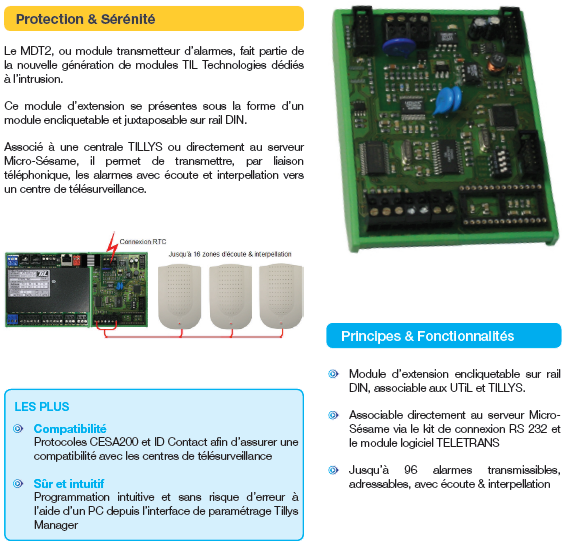 Protection & Sérénité
Le MDT2, ou module transmetteur d'alarmes, fait partie de
la nouvelle génération de modules TIL Technologies dédiés
à l'intrusion.
Ce module d'extension se présentes sous la forme d'un
module encliquetable et juxtaposable sur rail DIN.
Associé à une centrale TILLYS ou directement au serveur
Micro-Sésame, il permet de transmettre, par liaison
téléphonique, les alarmes avec écoute et interpellation vers
un centre de télésurveillance.
Connexion RTC
Jusqu'à 16 zones d'écoute & interpellation
LES PLUS
Compatibilité
Protocoles CESA200 et ID Contact afin d'assurer une
compatibilité avec les centres de télésurveillance
Sûr et intuitif
Programmation intuitive et sans risque d'erreur à
l'aide d'un PC depuis l'interface de paramétrage Tillys
Manager
Principes & Fonctionnalités
Module d'extension encliquetable sur rail
DIN, associable aux UTiL et TILLYS.
Associable directement au serveur Micro-
Sésame via le kit de connexion RS 232 et
le module logiciel TELETRANS
Jusqu'à 96 alarmes transmissibles,
adressables, avec écoute & interpellation